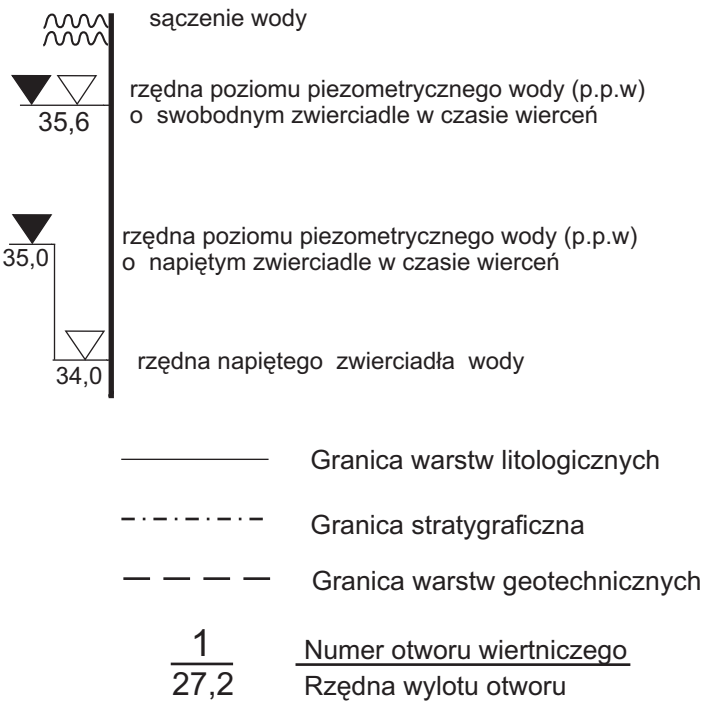 sączenie wody
rzędna poziomu piezometrycznego wody (p.p.w)
35,6 o swobodnym zwierciadle w czasie wierceń
rzędna poziomu piezometrycznego wody (p.p.w)
35,0 o napiętym zwierciadle w czasie wierceń
rzędna napiętego zwierciadła wody
34,0
Granica warstw litologicznych
Granica stratygraficzna
Granica warstw geotechnicznych
1 Numer otworu wiertniczego
27,2 Rzędna wylotu otworu